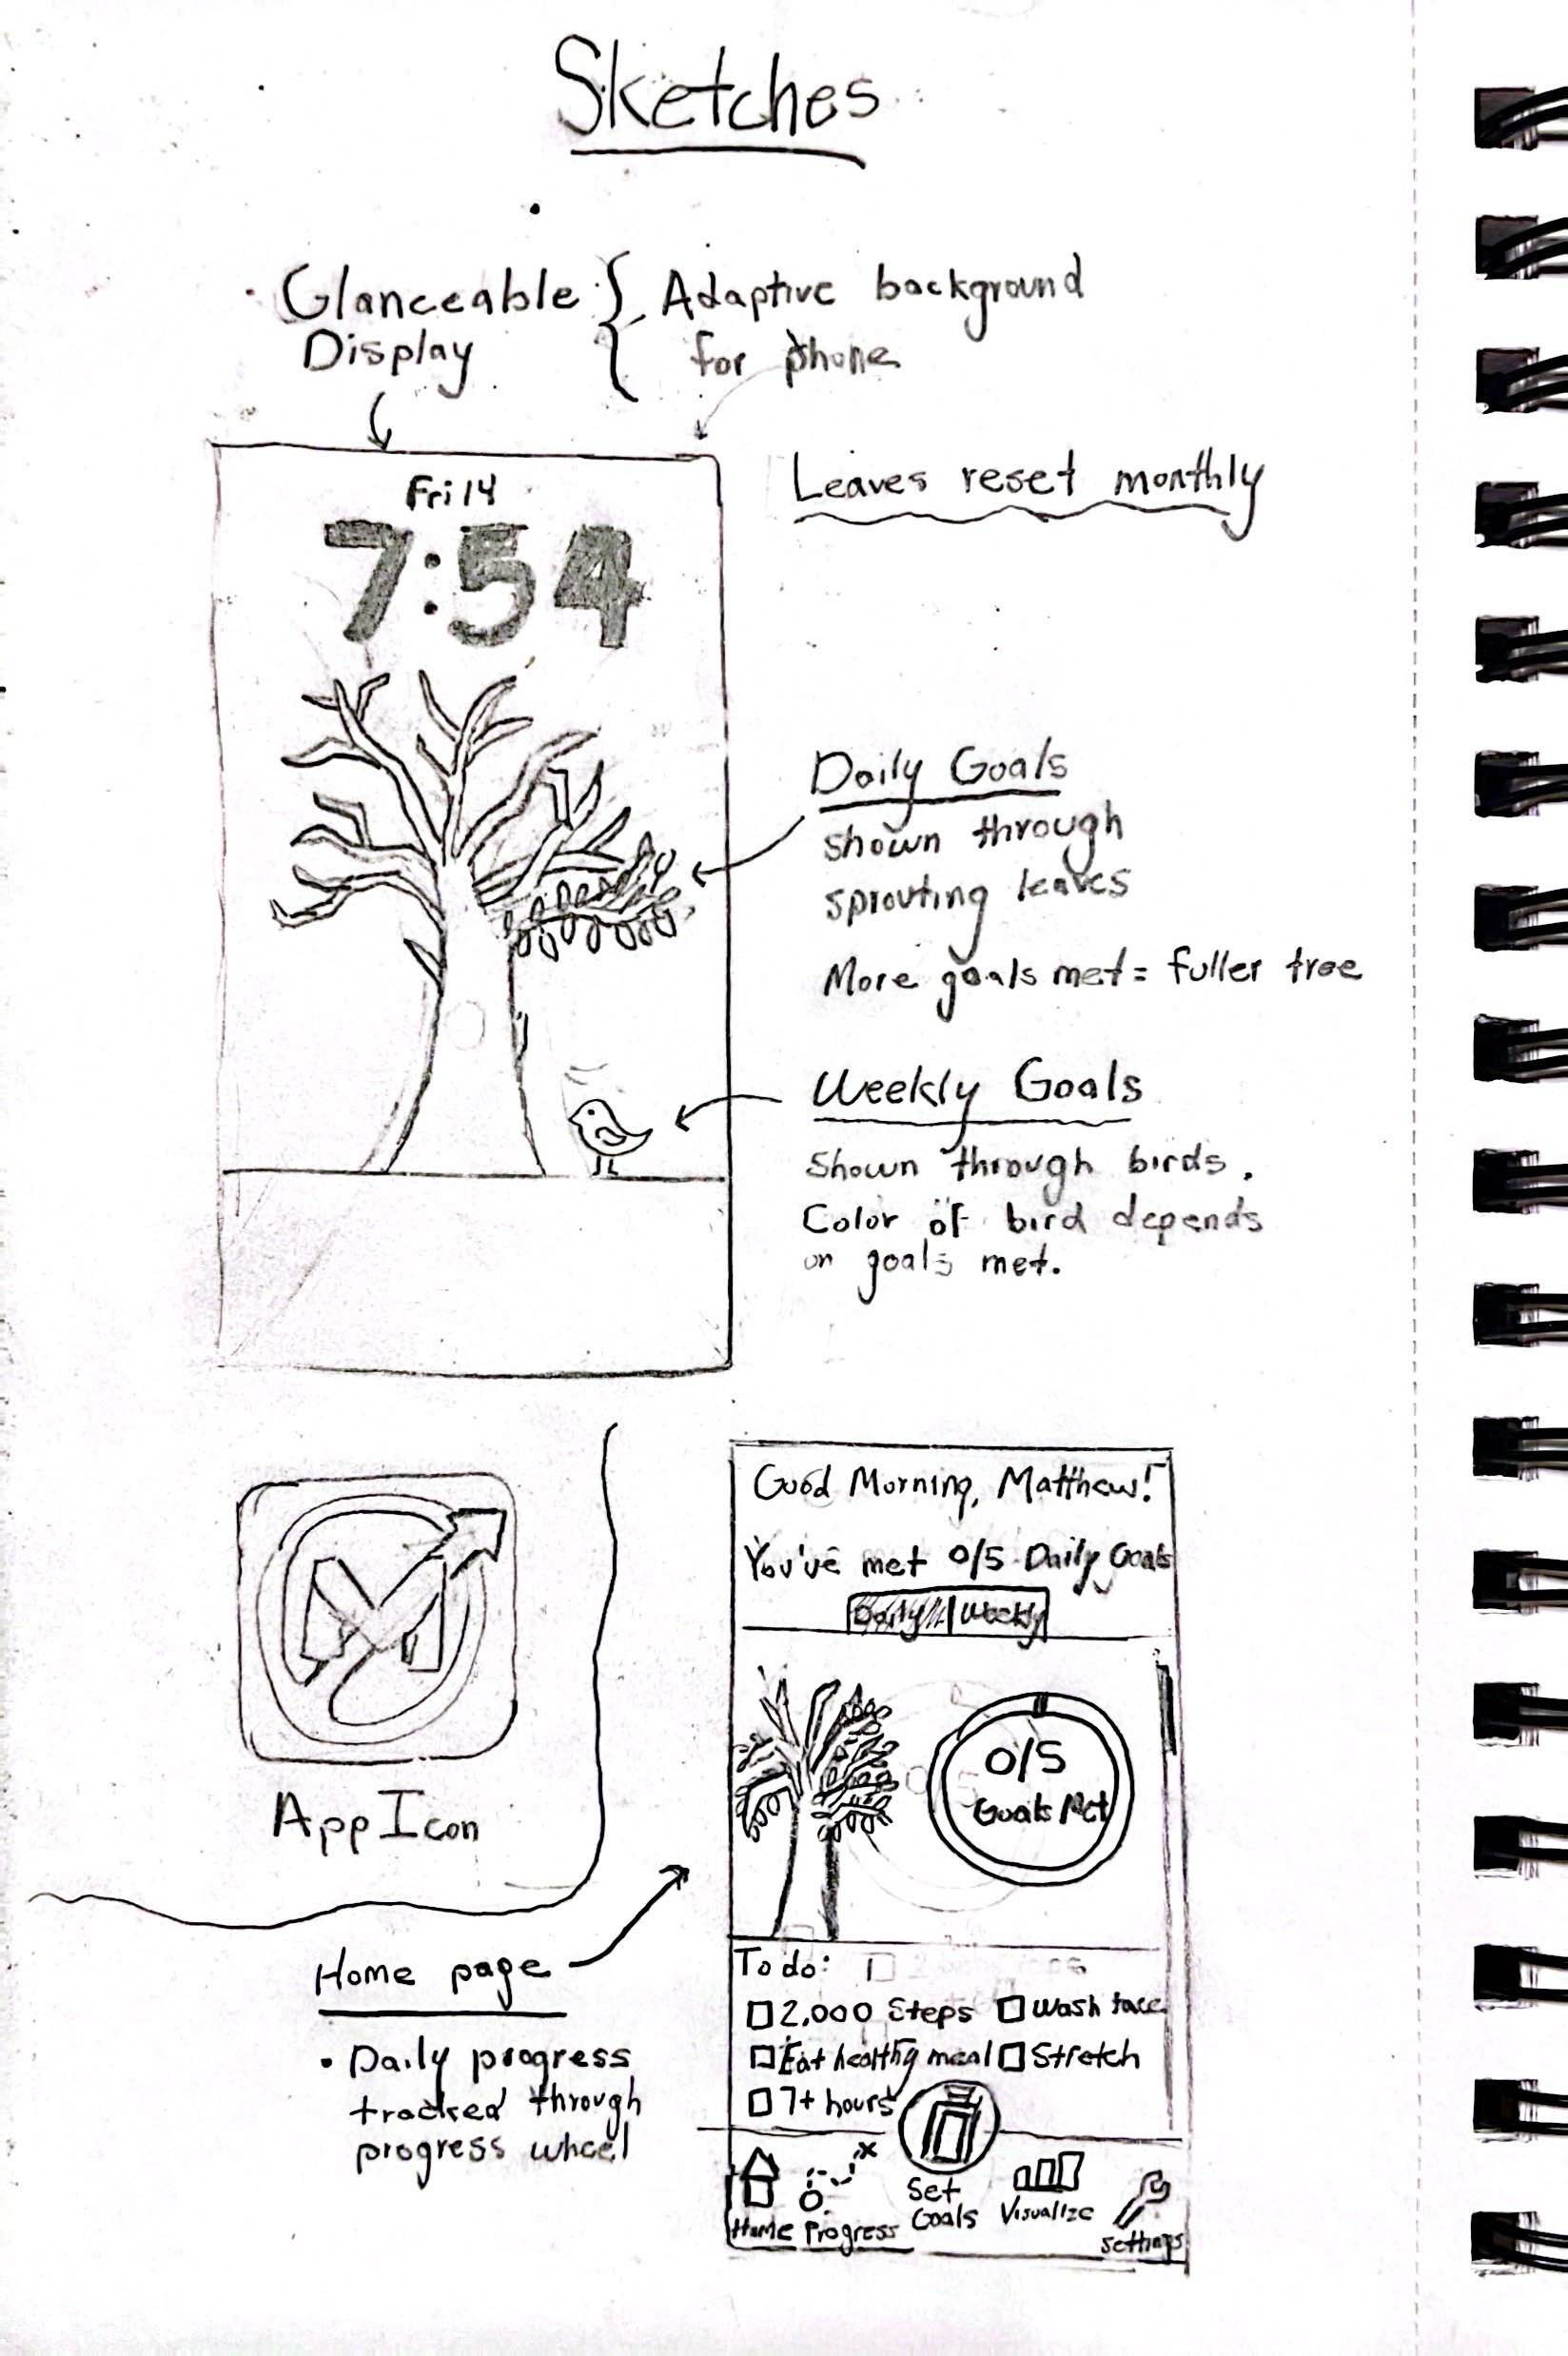 Sketches
Glanceable
Display
Adaptive background
for phone
Fri 14
7:54
Leaves reset monthly
Daily Goals
shown through
sprouting leaves
More goals met = fuller tree
Weekly Goals
Shown through birds.
Color of bird depends
on goals met.
App Icon
Home page
• Daily progress
tracked through
progress wheel
Good Morning, Matthew!
You've met 0/5 Daily Goals
Daily Weekly
0/5
Goals Met
To do:
2,000 Steps Wash face
Eat healthy meal Stretch
7+ hours
Home Progress Set Goals Visualize Settings